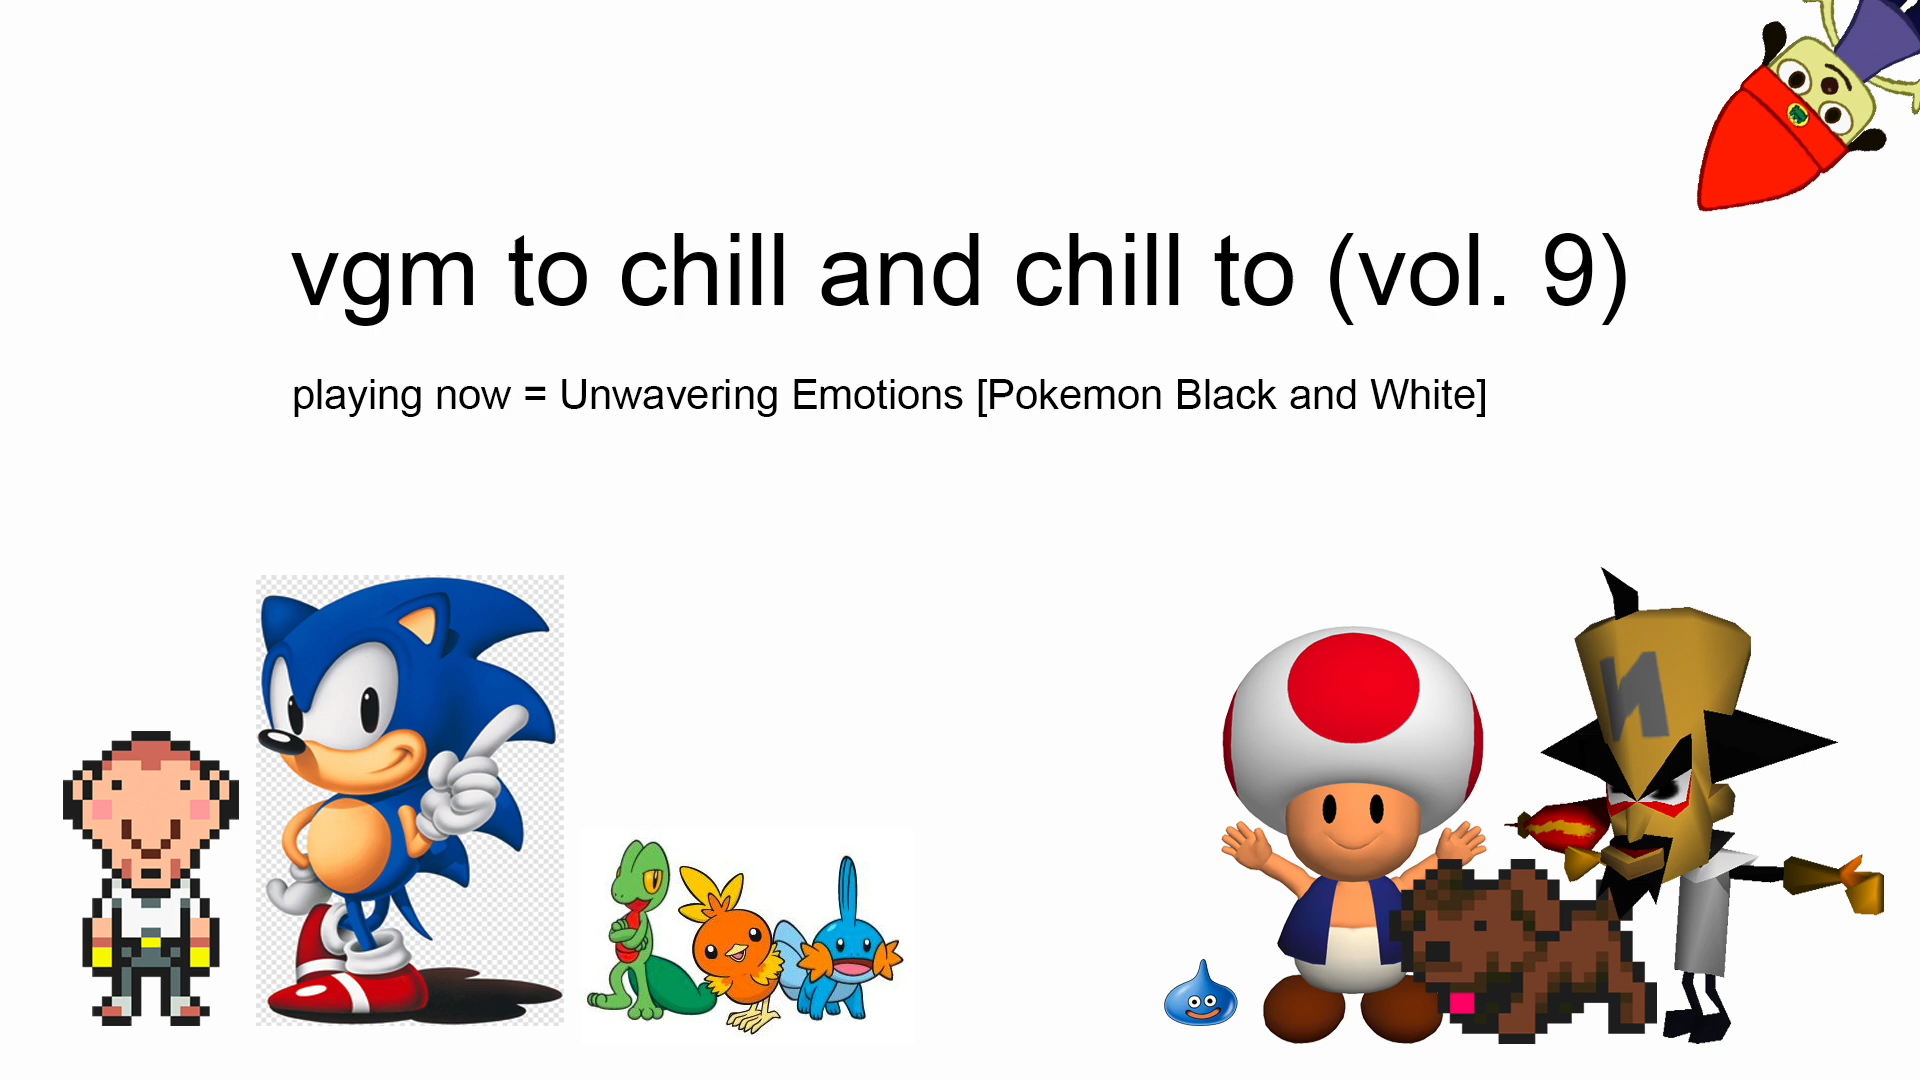 vgm to chill and chill to (vol. 9)
playing now = Unwavering Emotions [Pokemon Black and White]
N